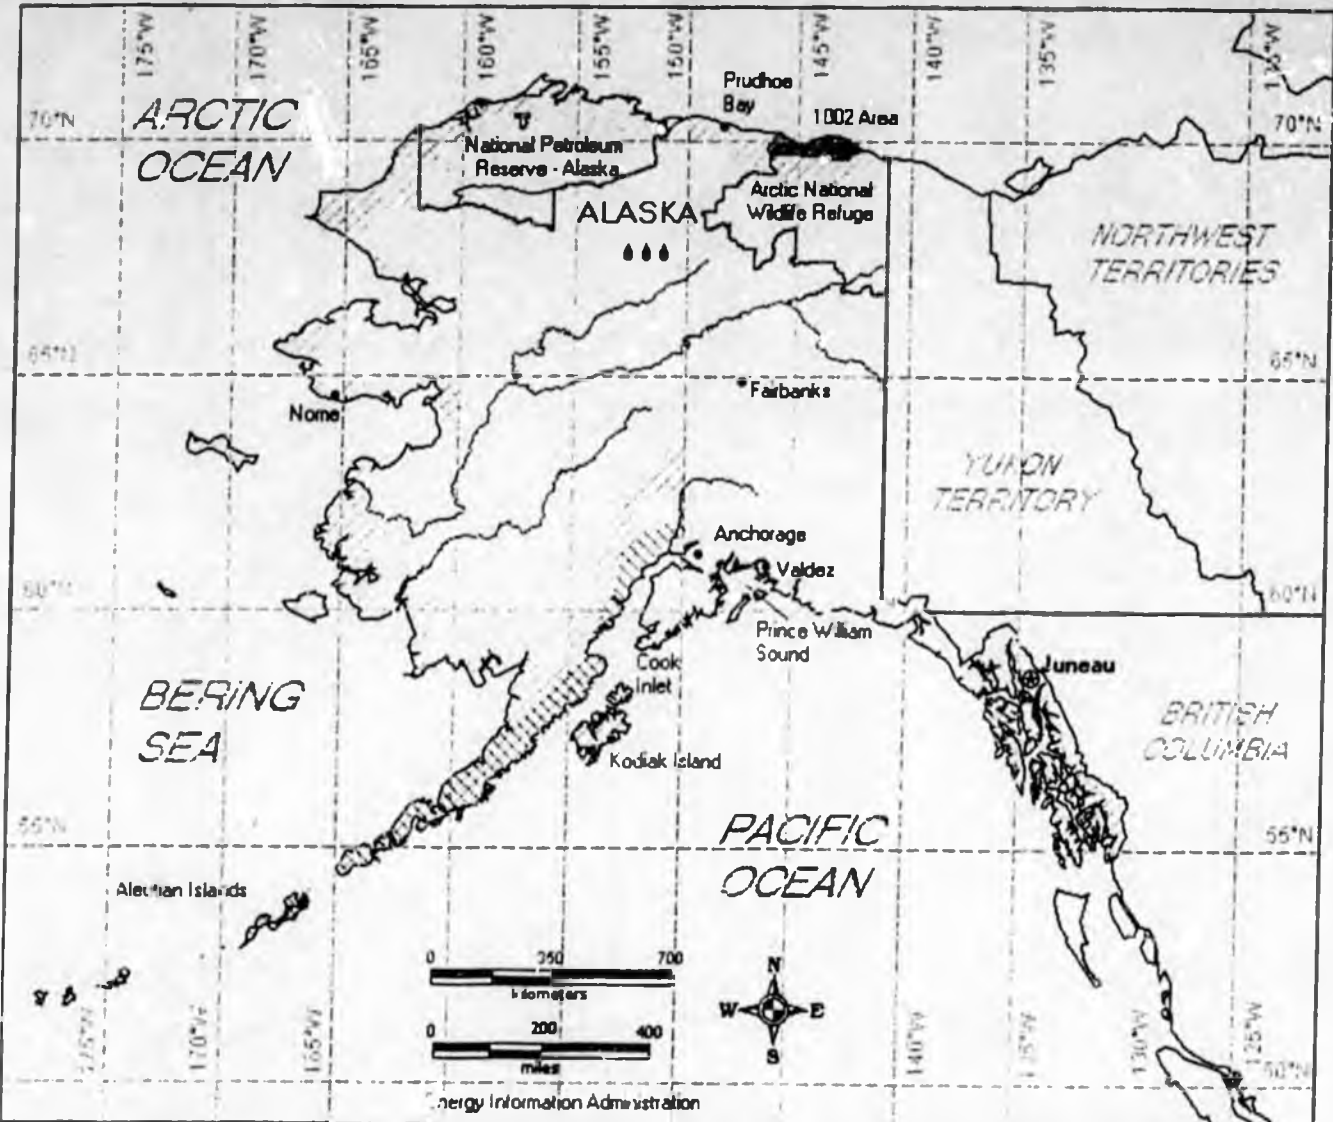 175°W 170°W 165°W 160°W 155°W 150°W 145°W 140°W 135°W
ARCTIC
OCEAN
70°N
70°N
Prudhoe
Bay
1002 Area
National Petroleum
Reserve - Alaska
Arctic National
Wildlife Refuge
ALASKA
NORTHWEST
TERRITORIES
65°N
65°N
Nome
Fairbanks
YUKON
TERRITORY
Anchorage
Valdez
60°N
60°N
Prince William
Sound
Cook
Inlet
Juneau
BERING
SEA
BRITISH
COLUMBIA
Kodiak Island
55°N
55°N
PACIFIC
OCEAN
Aleutian Islands
0 350 700
kilometers
N
W E
S
0 200 400
miles
175°W 170°W 165°W 140°W 130°W 125°W
50°N
Energy Information Administration